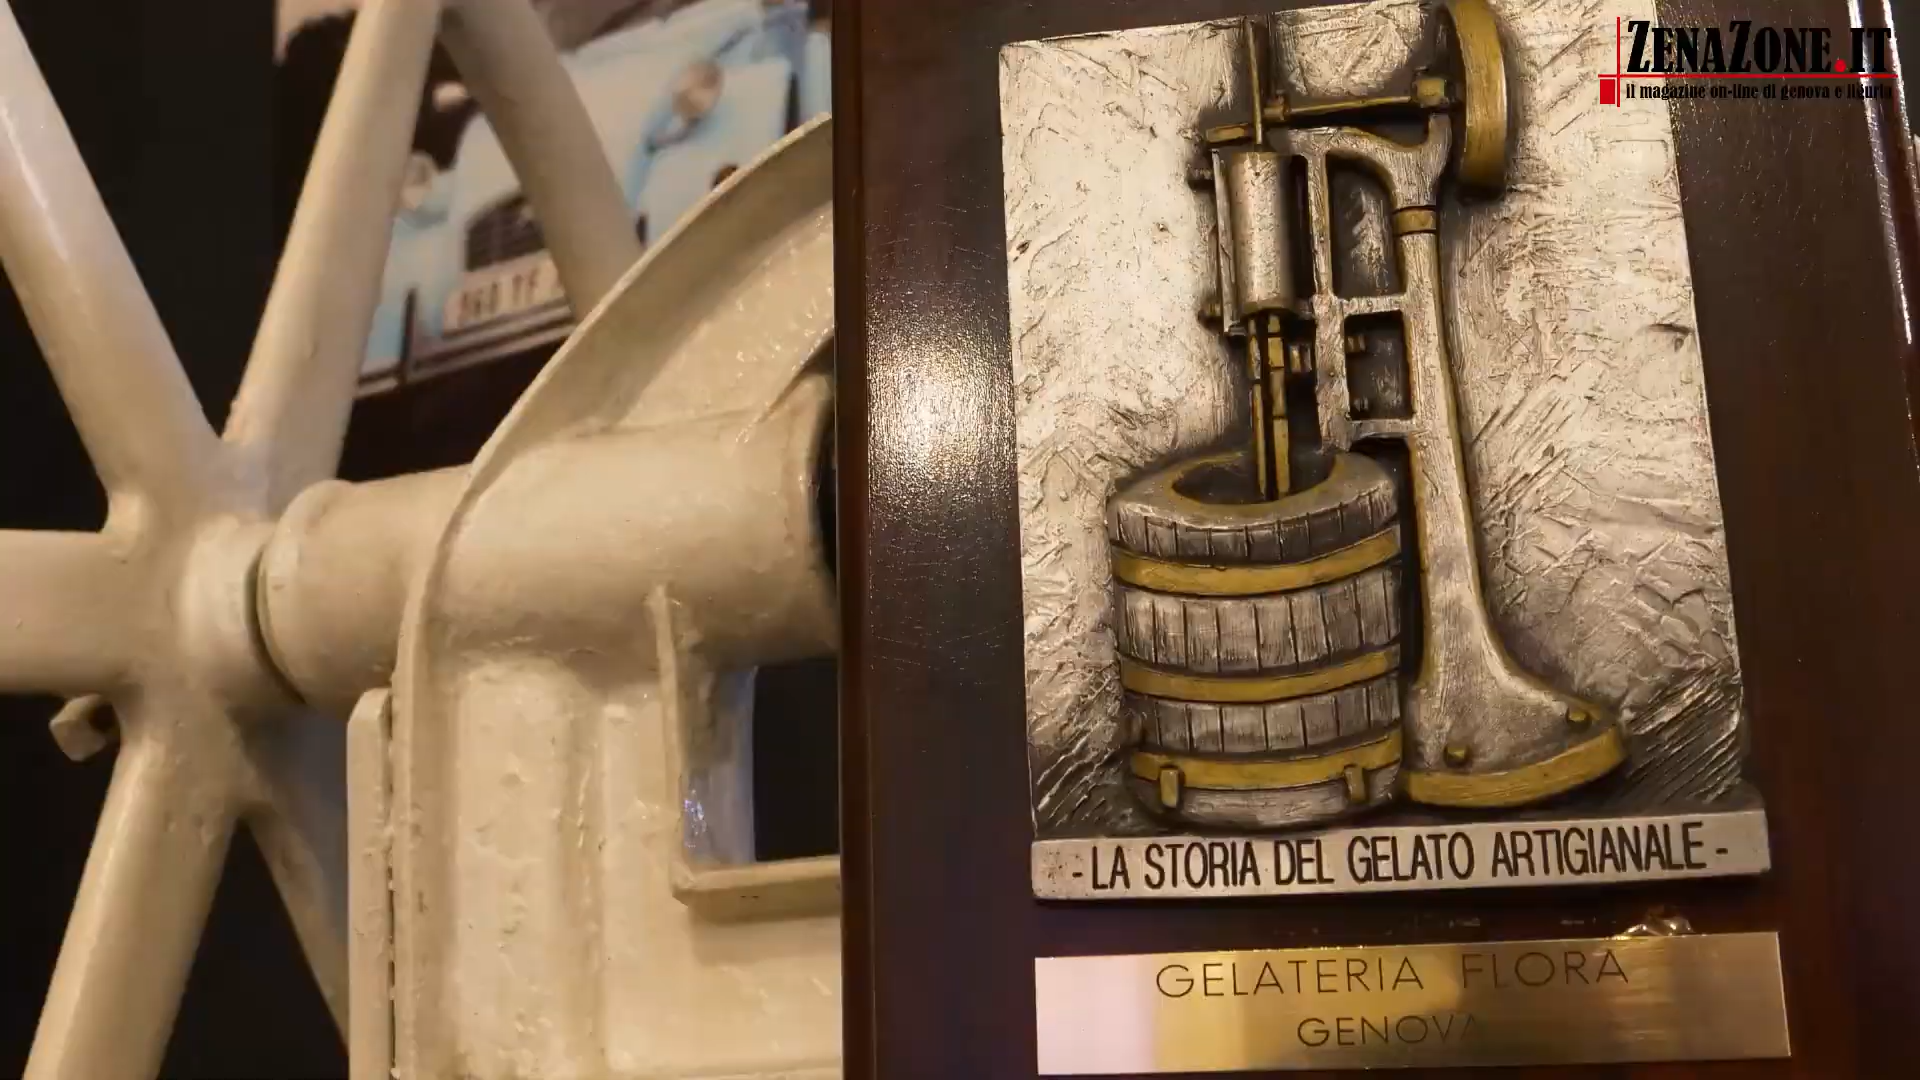 ZENAZONE.IT
il magazine on-line di genova e liguria
- LA STORIA DEL GELATO ARTIGIANALE -
GELATERIA FLORA
GENOVA